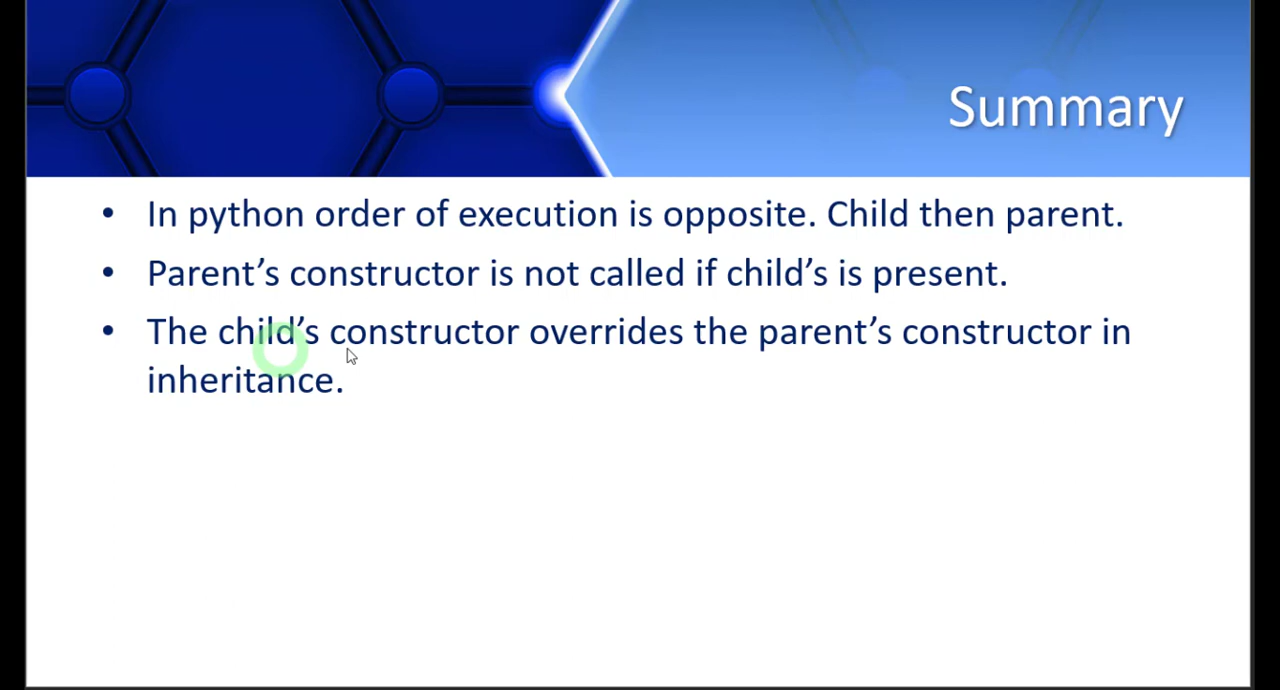 Summary
• In python order of execution is opposite. Child then parent.
• Parent’s constructor is not called if child’s is present.
• The child’s constructor overrides the parent’s constructor in
inheritance.